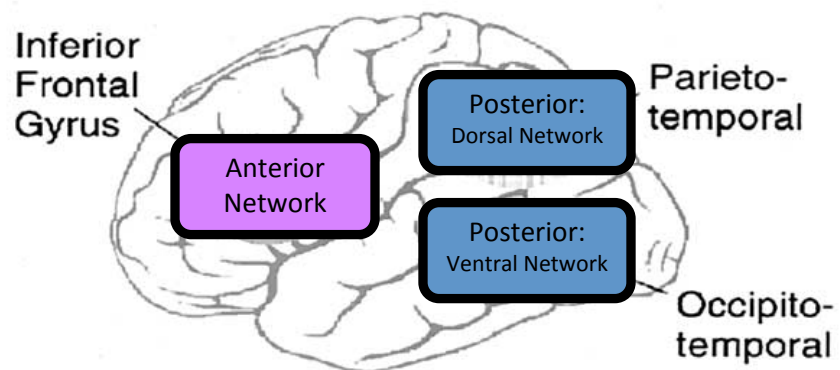 Inferior
Frontal
Gyrus
Anterior
Network
Posterior:
Dorsal Network
Parieto-
temporal
Posterior:
Ventral Network
Occipito-
temporal